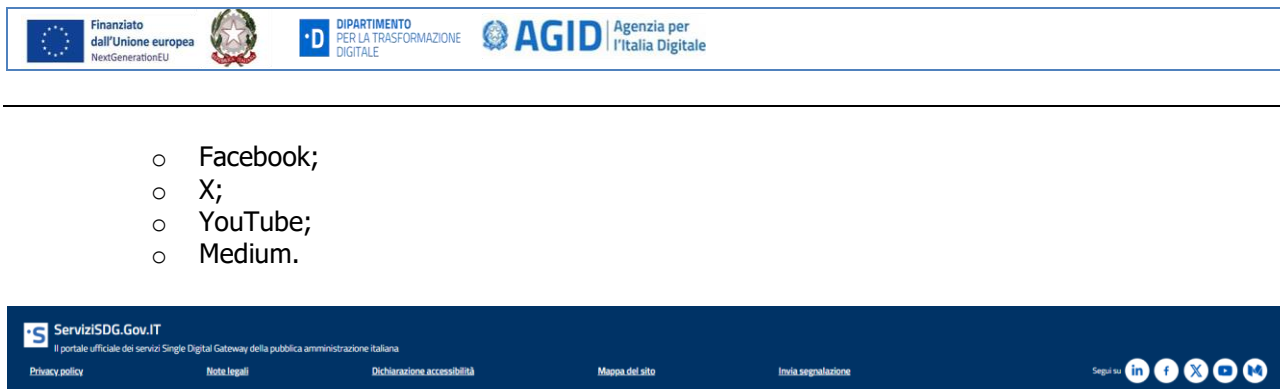 Finanziato
dall'Unione europea
NextGenerationEU
·D
DIPARTIMENTO
PER LA TRASFORMAZIONE
DIGITALE
AGID
Agenzia per
l'Italia Digitale
o Facebook;
o X;
o YouTube;
o Medium.
·S
ServiziSDG.Gov.IT
Il portale ufficiale dei servizi Single Digital Gateway della pubblica amministrazione italiana
Privacy policy Note legali Dichiarazione accessibilità Mappa del sito Invia segnalazione Segui su in f X M